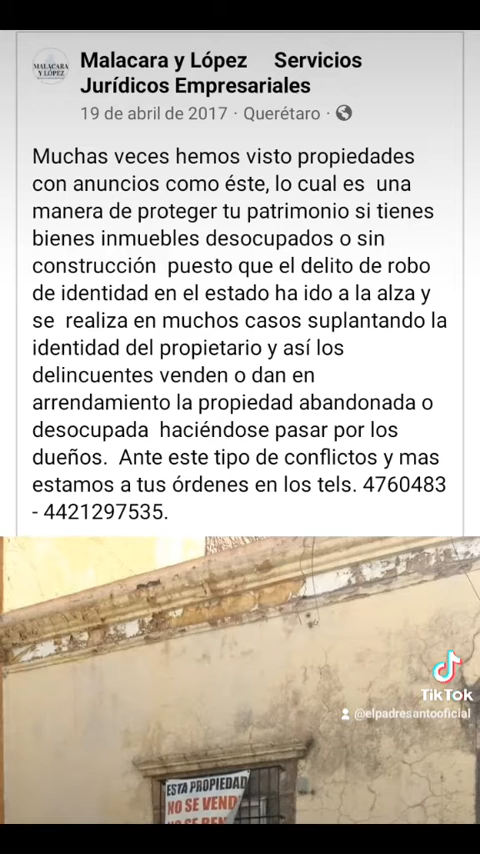 MALACARA
Y LÓPEZ
Malacara y López Servicios
Jurídicos Empresariales
19 de abril de 2017 · Querétaro ·
Muchas veces hemos visto propiedades
con anuncios como éste, lo cual es una
manera de proteger tu patrimonio si tienes
bienes inmuebles desocupados o sin
construcción puesto que el delito de robo
de identidad en el estado ha ido a la alza y
se realiza en muchos casos suplantando la
identidad del propietario y así los
delincuentes venden o dan en
arrendamiento la propiedad abandonada o
desocupada haciéndose pasar por los
dueños. Ante este tipo de conflictos y mas
estamos a tus órdenes en los tels. 4760483
- 4421297535.
TikTok
@elpadresantooficial
ESTA PROPIEDAD
NO SE VEND
NO SE REN